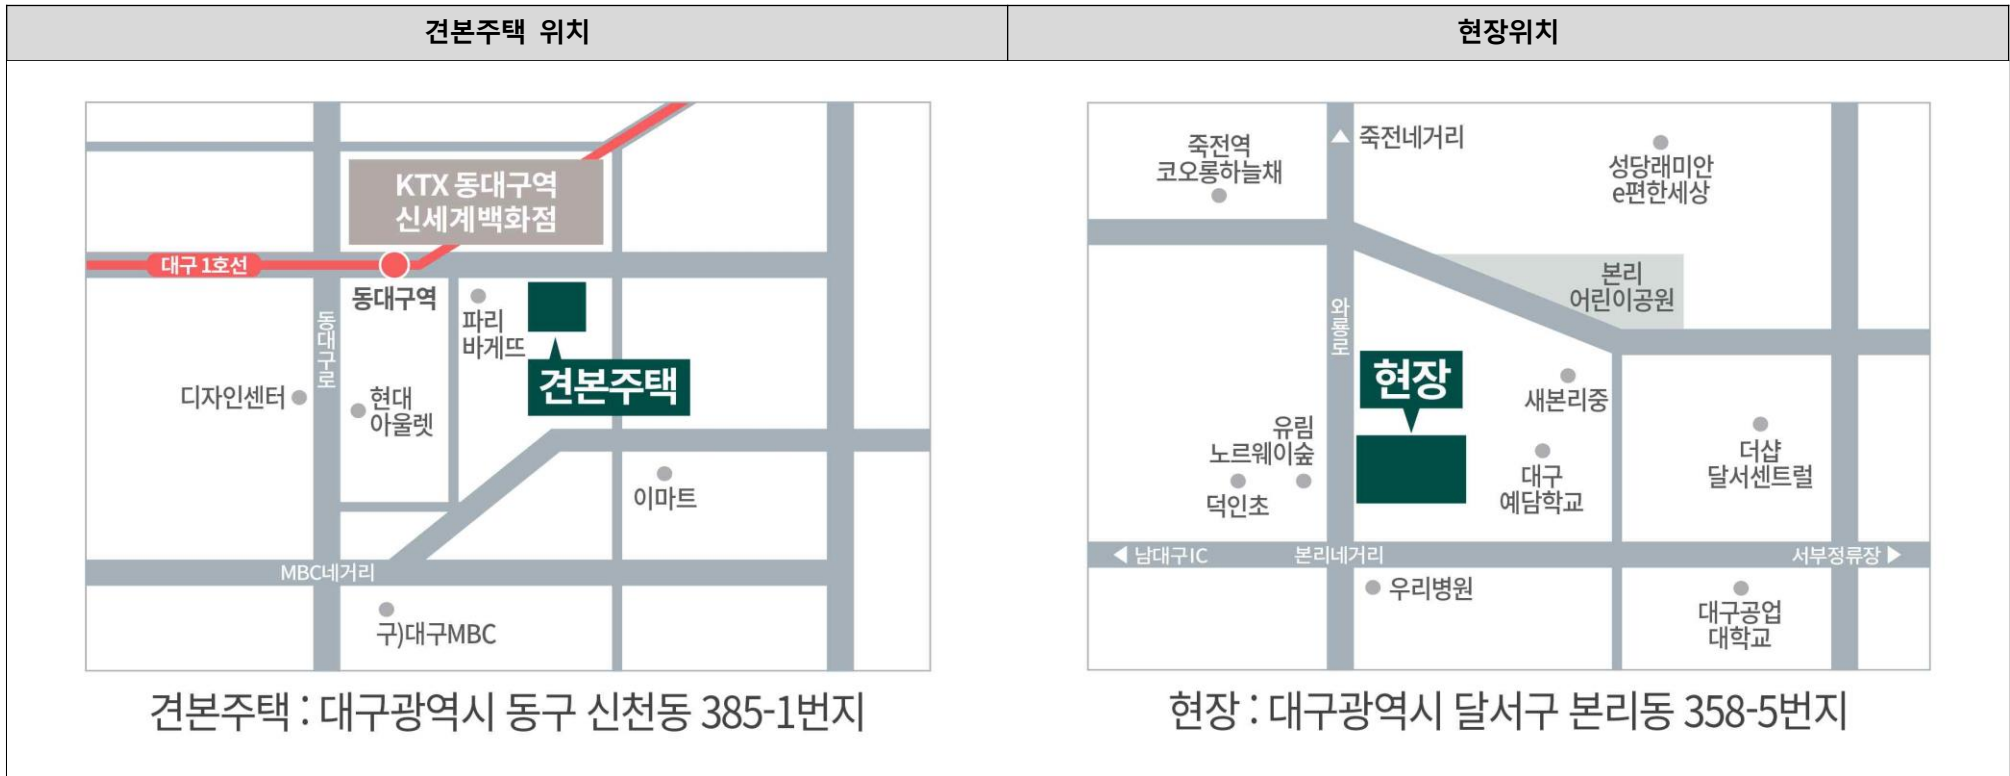 견본주택 위치
현장위치
KTX 동대구역
신세계백화점
대구 1호선
동대구역
파리
바게뜨
동대구로
견본주택
디자인센터
현대
아울렛
이마트
MBC네거리
구)대구MBC
견본주택 : 대구광역시 동구 신천동 385-1번지
죽전역
코오롱하늘채
죽전네거리
성당래미안
e편한세상
본리
어린이공원
와룡로
현장
새본리중
유림
노르웨이숲
덕인초
대구
예담학교
더샵
달서센트럴
◀ 남대구IC
본리네거리
서부정류장 ▶
우리병원
대구공업
대학교
현장 : 대구광역시 달서구 본리동 358-5번지